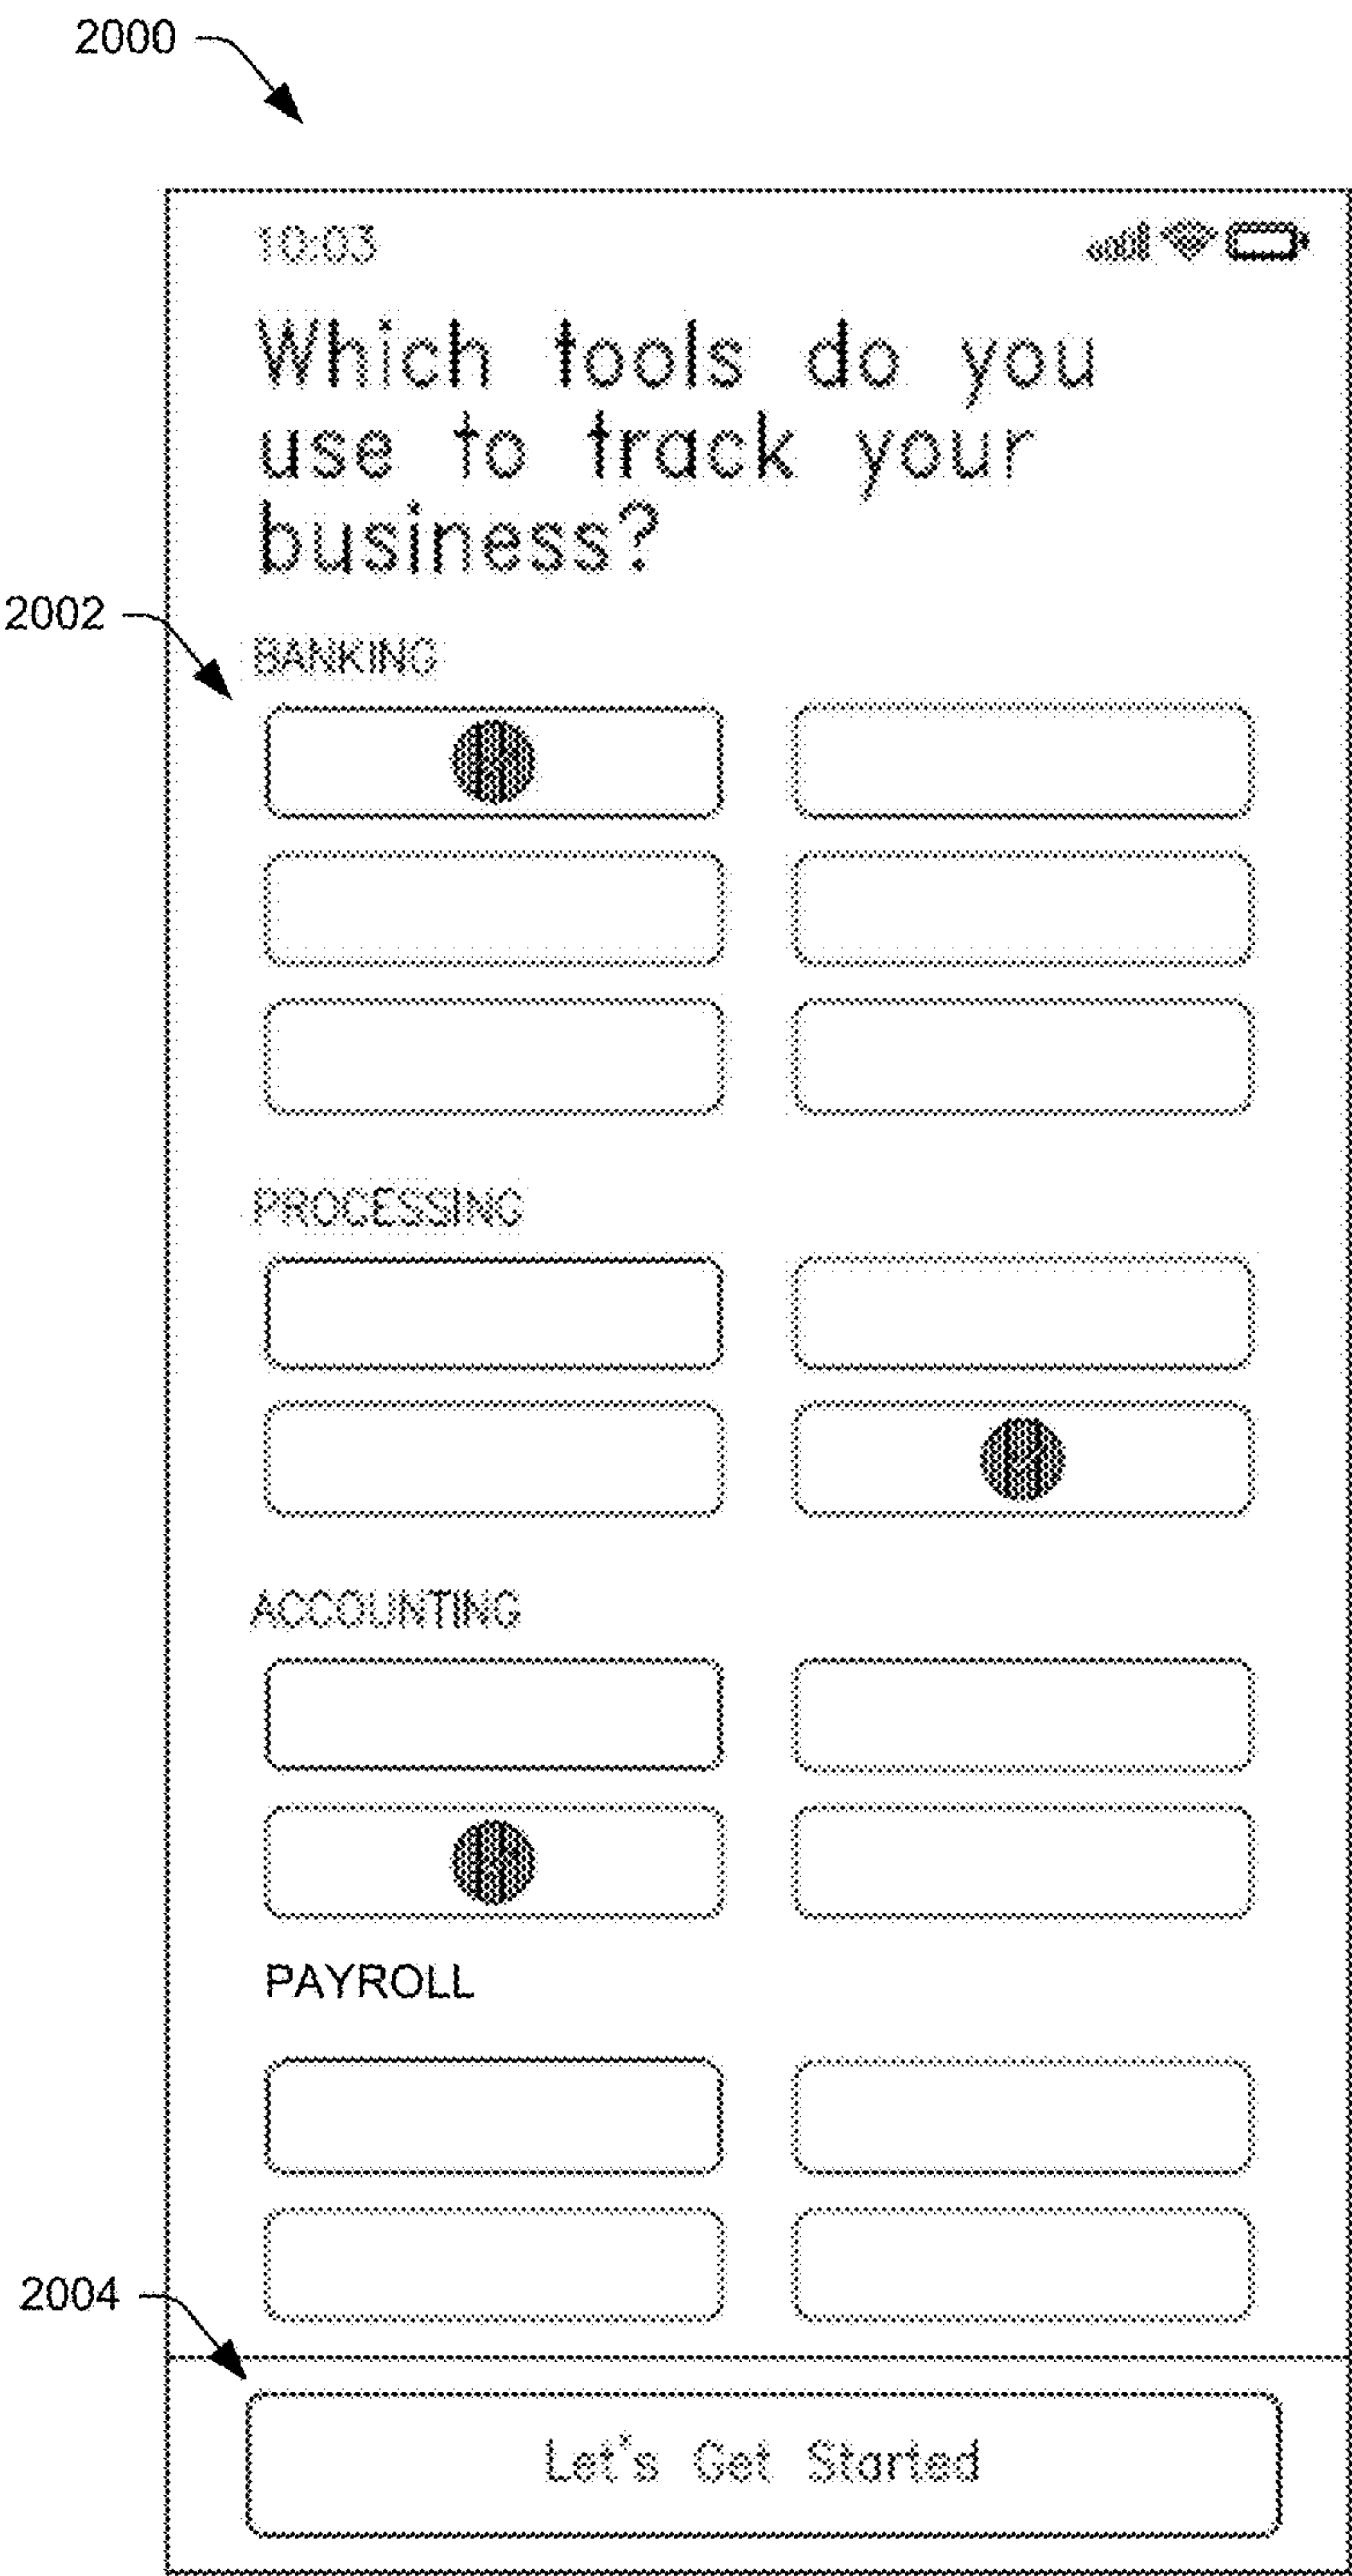 2000
10:03
Which tools do you
use to track your
business?
2002
BANKING
PROCESSING
ACCOUNTING
PAYROLL
2004
Let's Get Started